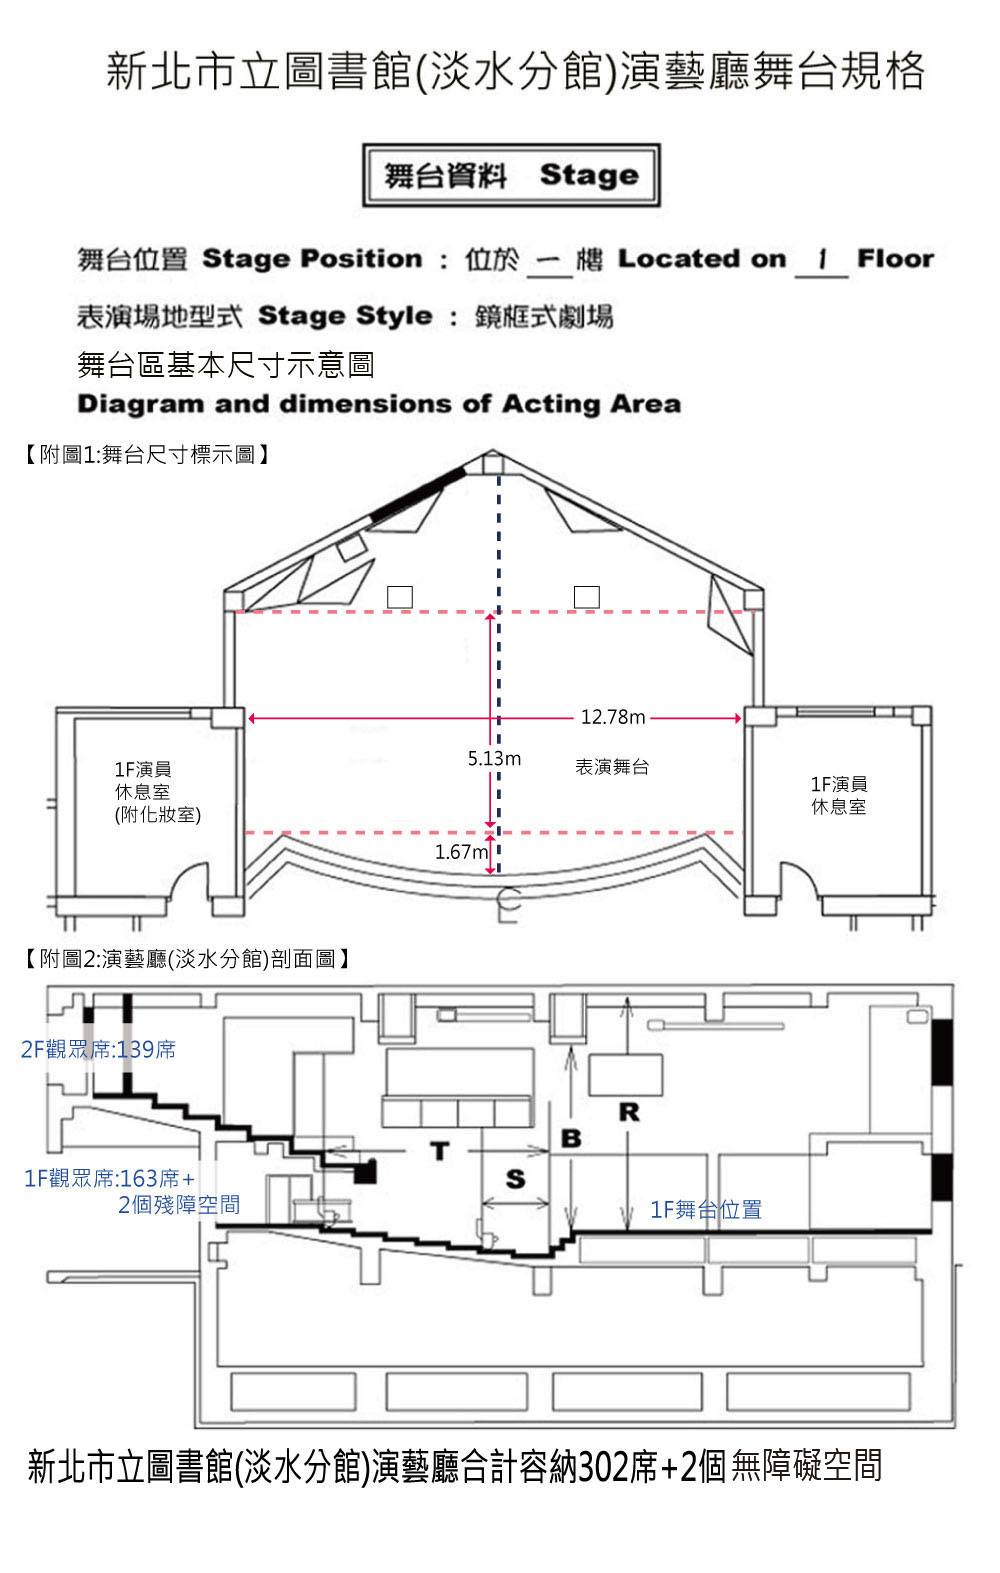 新北市立圖書館(淡水分館)演藝廳舞台規格
舞台資料 Stage
舞台位置 Stage Position : 位於 一 樓 Located on 1 Floor
表演場地型式 Stage Style : 鏡框式劇場
舞台區基本尺寸示意圖
Diagram and dimensions of Acting Area
【附圖1:舞台尺寸標示圖】
12.78m
5.13m
表演舞台
1F演員
休息室
(附化妝室)
1F演員
休息室
1.67m
【附圖2:演藝廳(淡水分館)剖面圖】
2F觀眾席:139席
R
B
T
S
1F觀眾席:163席+
2個殘障空間
1F舞台位置
新北市立圖書館(淡水分館)演藝廳合計容納302席+2個無障礙空間